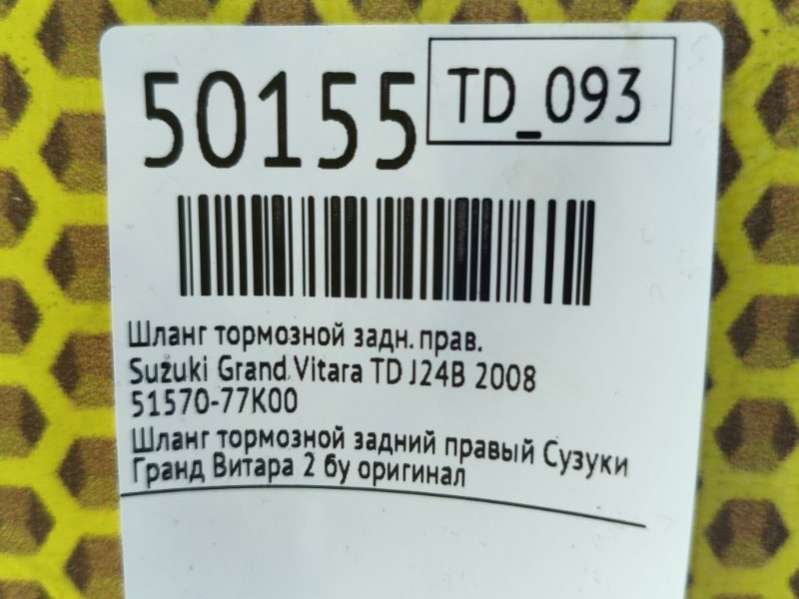 50155
TD_093
Шланг тормозной задн. прав.
Suzuki Grand Vitara TD J24B 2008
51570-77K00
Шланг тормозной задний правый Сузуки
Гранд Витара 2 бу оригинал